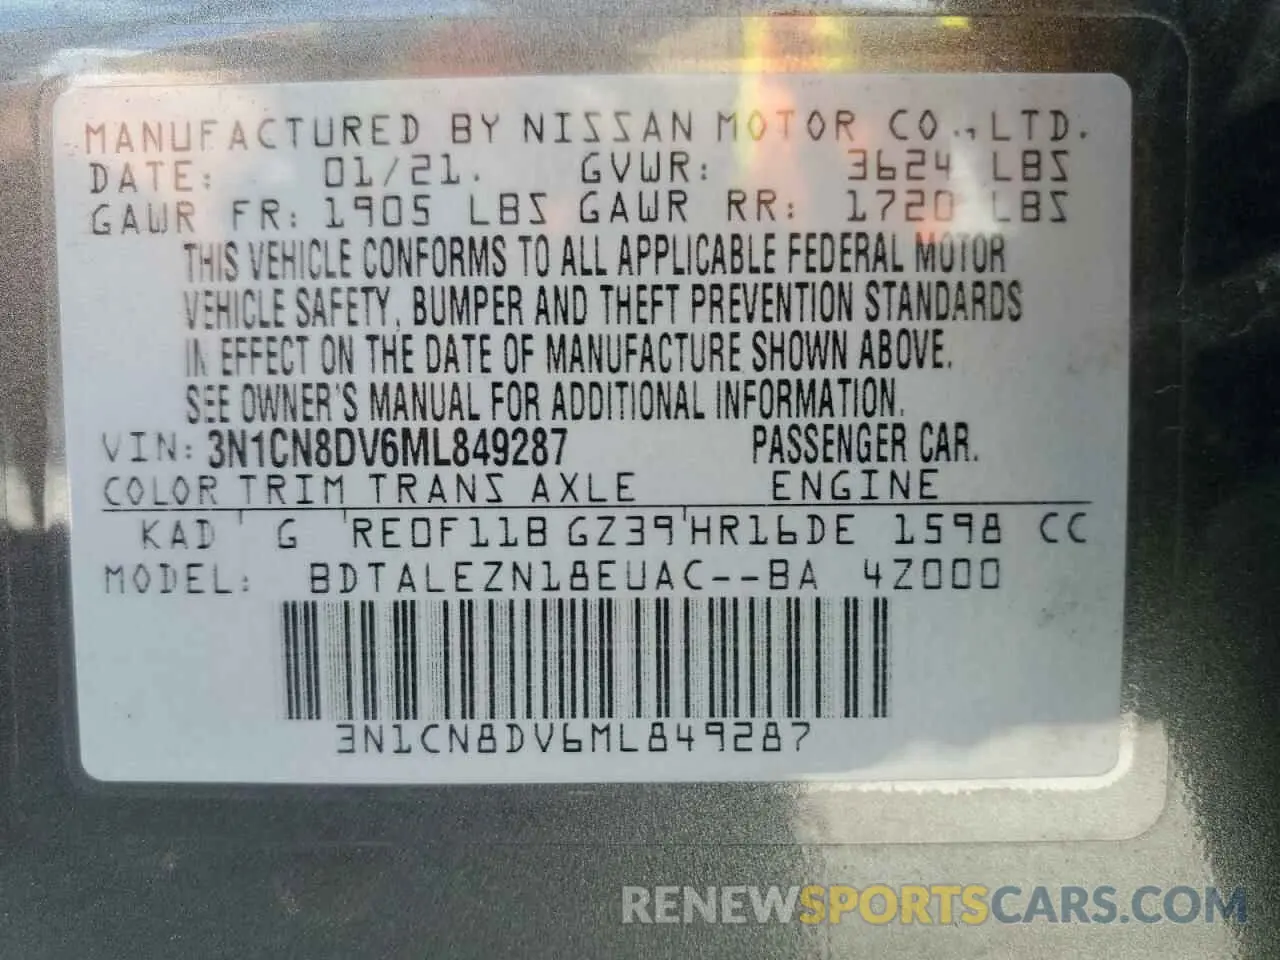 MANUFACTURED BY NISSAN MOTOR CO., LTD.
DATE: 01/21. GVWR: 3624 LBS
GAWR FR: 1905 LBS GAWR RR: 1720 LBS
THIS VEHICLE CONFORMS TO ALL APPLICABLE FEDERAL MOTOR
VEHICLE SAFETY, BUMPER AND THEFT PREVENTION STANDARDS
IN EFFECT ON THE DATE OF MANUFACTURE SHOWN ABOVE.
SEE OWNER'S MANUAL FOR ADDITIONAL INFORMATION.
VIN: 3N1CN8DV6ML849287 PASSENGER CAR.
COLOR TRIM TRANS AXLE ENGINE
KAD G RE0F11B GZ39 HR16DE 1598 CC
MODEL: BDTALEZN18EUAC--BA 4Z000
3N1CN8DV6ML849287
RENEWSPORTSCARS.COM